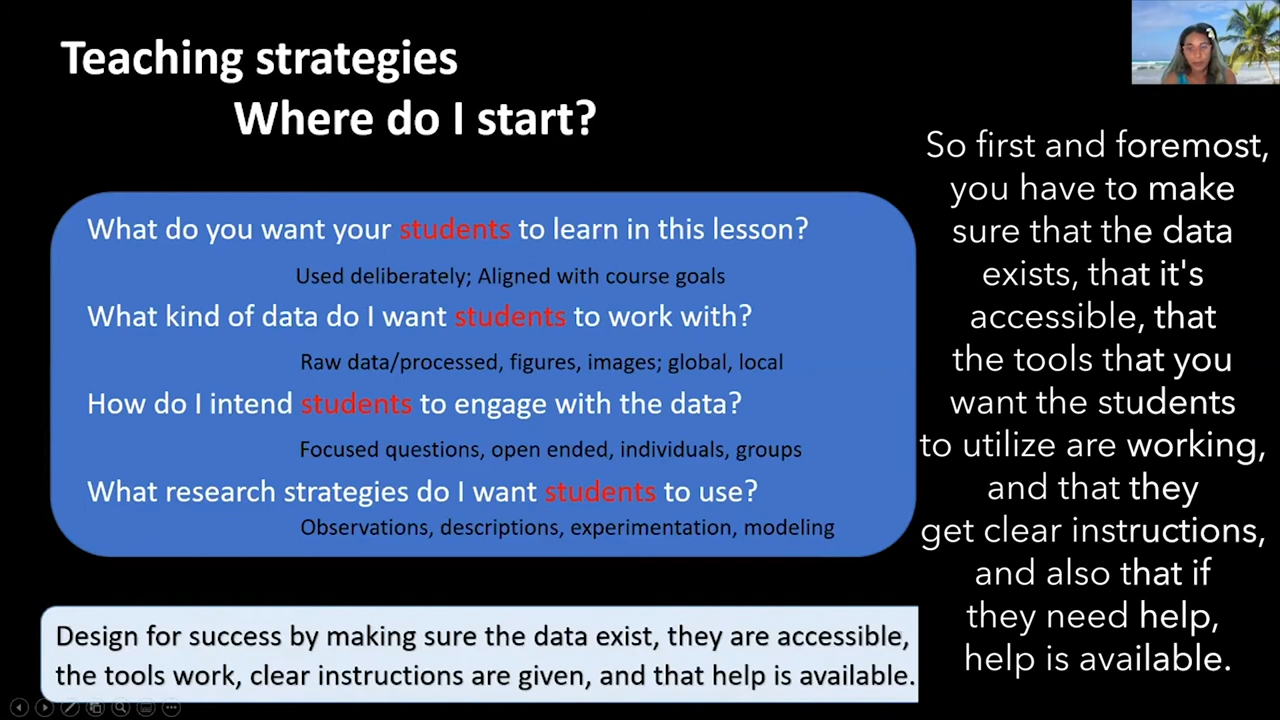 Teaching strategies
Where do I start?
What do you want your students to learn in this lesson?
Used deliberately; Aligned with course goals
What kind of data do I want students to work with?
Raw data/processed, figures, images; global, local
How do I intend students to engage with the data?
Focused questions, open ended, individuals, groups
What research strategies do I want students to use?
Observations, descriptions, experimentation, modeling
Design for success by making sure the data exist, they are accessible,
the tools work, clear instructions are given, and that help is available.
So first and foremost,
you have to make
sure that the data
exists, that it's
accessible, that
the tools that you
want the students
to utilize are working,
and that they
get clear instructions,
and also that if
they need help,
help is available.